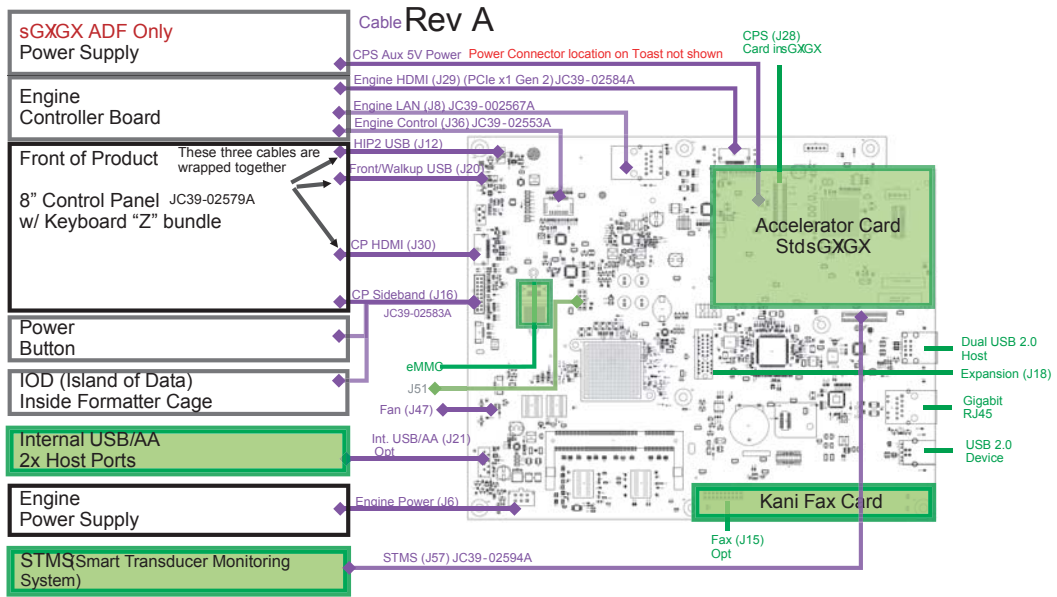 Cable Rev A
sGXGX ADF Only
Power Supply
CPS Aux 5V Power Power Connector location on Toast not shown
CPS (J28)
Card insGXGX
Engine
Controller Board
Engine HDMI (J29) (PCIe x1 Gen 2)JC39-02584A
Engine LAN (J8) JC39-002567A
Engine Control (J36) JC39-02553A
Front of Product
These three cables are
wrapped together
8” Control Panel JC39-02579A
w/ Keyboard “Z” bundle
HIP2 USB (J12)
Front/Walkup USB (J20)
CP HDMI (J30)
CP Sideband (J16)
JC39-02583A
Accelerator Card
StdsGXGX
Power
Button
IOD (Island of Data)
Inside Formatter Cage
eMMC
J51
Fan (J47)
Dual USB 2.0
Host
Expansion (J18)
Gigabit
RJ45
USB 2.0
Device
Internal USB/AA
2x Host Ports
Int. USB/AA (J21)
Opt
Engine
Power Supply
Engine Power (J6)
Kani Fax Card
Fax (J15)
Opt
STMS(Smart Transducer Monitoring
System)
STMS (J57) JC39-02594A